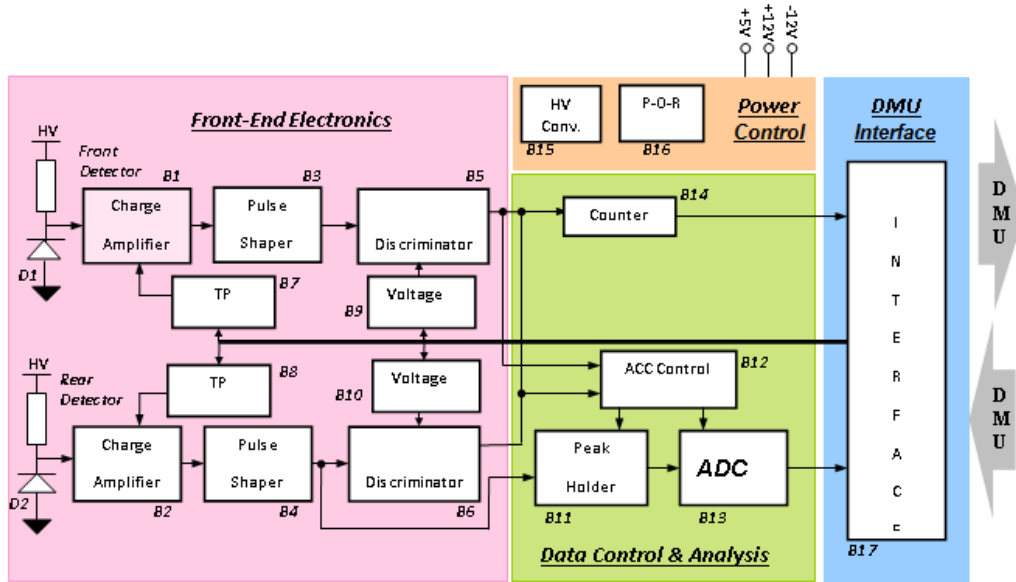 +5V
+12V
-12V
Front-End Electronics
HV
Conv.
B15
P-O-R
B16
Power
Control
DMU
Interface
HV
Front
Detector
D1
B1
Charge
Amplifier
B3
Pulse
Shaper
B5
Discriminator
B14
Counter
TP
B7
Voltage
B9
HV
Rear
Detector
D2
TP
B8
Voltage
B10
ACC Control
B12
Charge
Amplifier
B2
Pulse
Shaper
B4
Discriminator
B6
Peak
Holder
B11
ADC
B13
Data Control & Analysis
I
N
T
E
R
F
A
C
E
B17
D
M
U
D
M
U